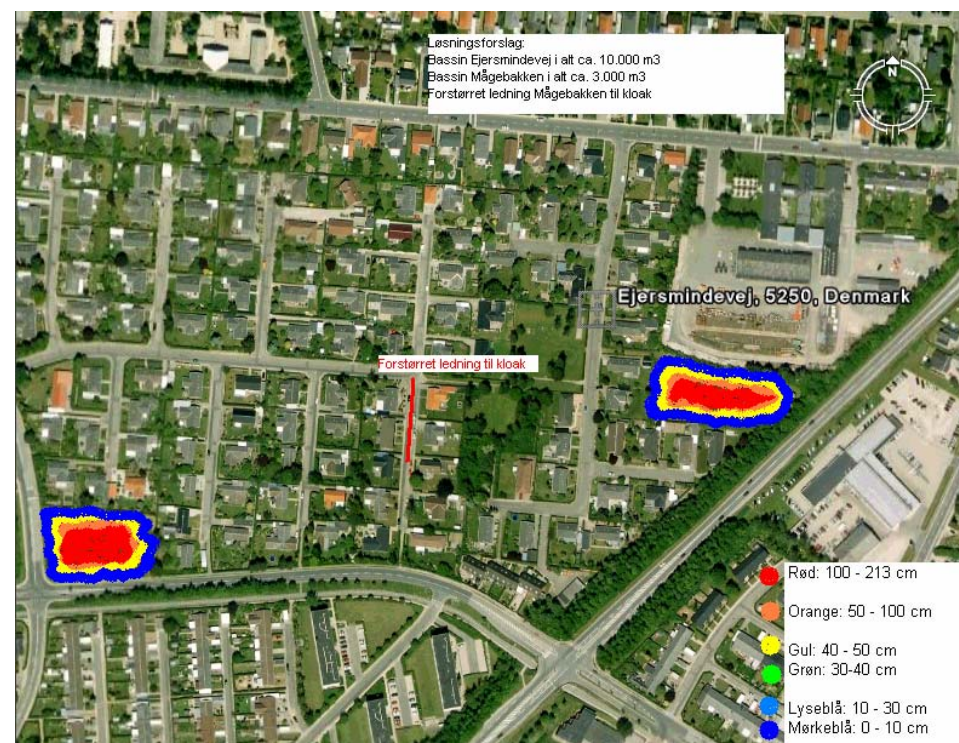 Løsningsforslag:
Bassin Ejersmindevej i alt ca. 10.000 m3
Bassin Mågebakken i alt ca. 3.000 m3
Forstørret ledning Mågebakken til kloak
N
Ejersmindevej, 5250, Denmark
Forstørret ledning til kloak
Rød: 100 - 213 cm
Orange: 50 - 100 cm
Gul: 40 - 50 cm
Grøn: 30-40 cm
Lyseblå: 10 - 30 cm
Mørkeblå: 0 - 10 cm